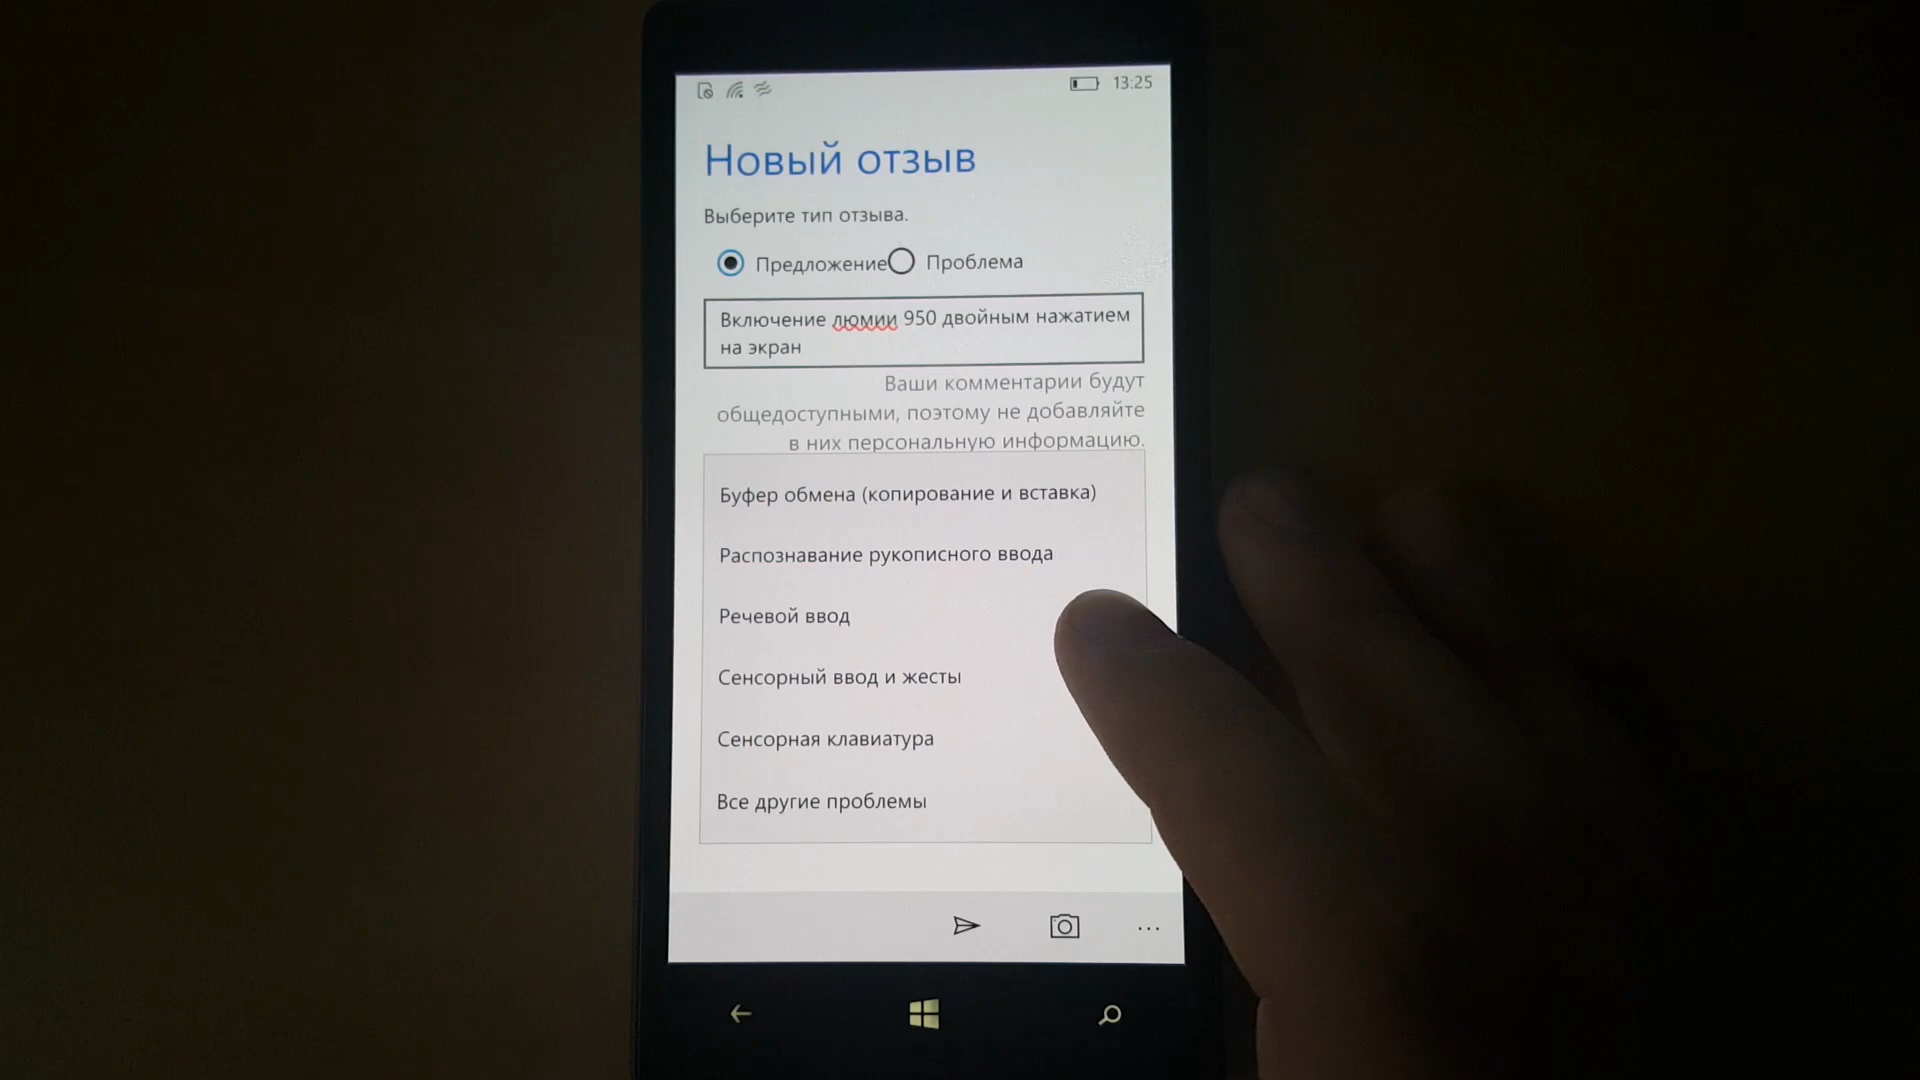 13:25
Новый отзыв
Выберите тип отзыва.
Предложение Проблема
Включение люмии 950 двойным нажатием
на экран
Ваши комментарии будут
общедоступными, поэтому не добавляйте
в них персональную информацию.
Буфер обмена (копирование и вставка)
Распознавание рукописного ввода
Речевой ввод
Сенсорный ввод и жесты
Сенсорная клавиатура
Все другие проблемы